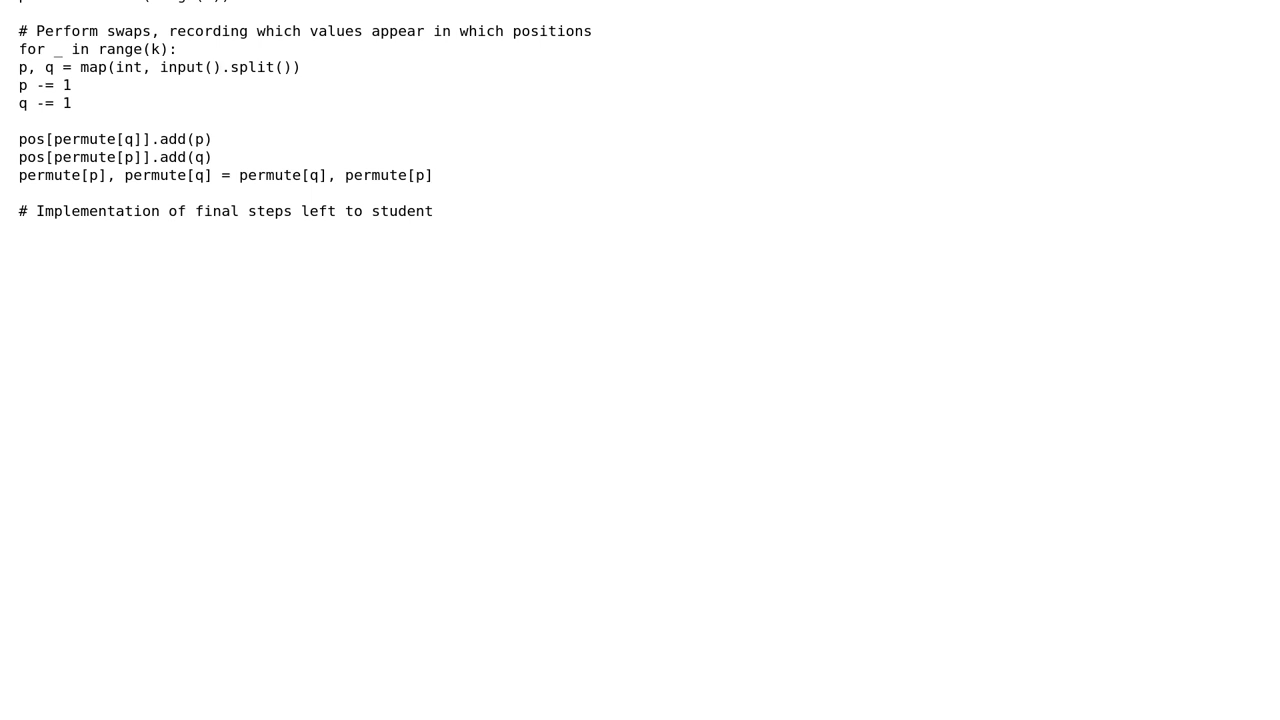 # Perform swaps, recording which values appear in which positions
for _ in range(k):
p, q = map(int, input().split())
p -= 1
q -= 1

pos[permute[q]].add(p)
pos[permute[p]].add(q)
permute[p], permute[q] = permute[q], permute[p]

# Implementation of final steps left to student